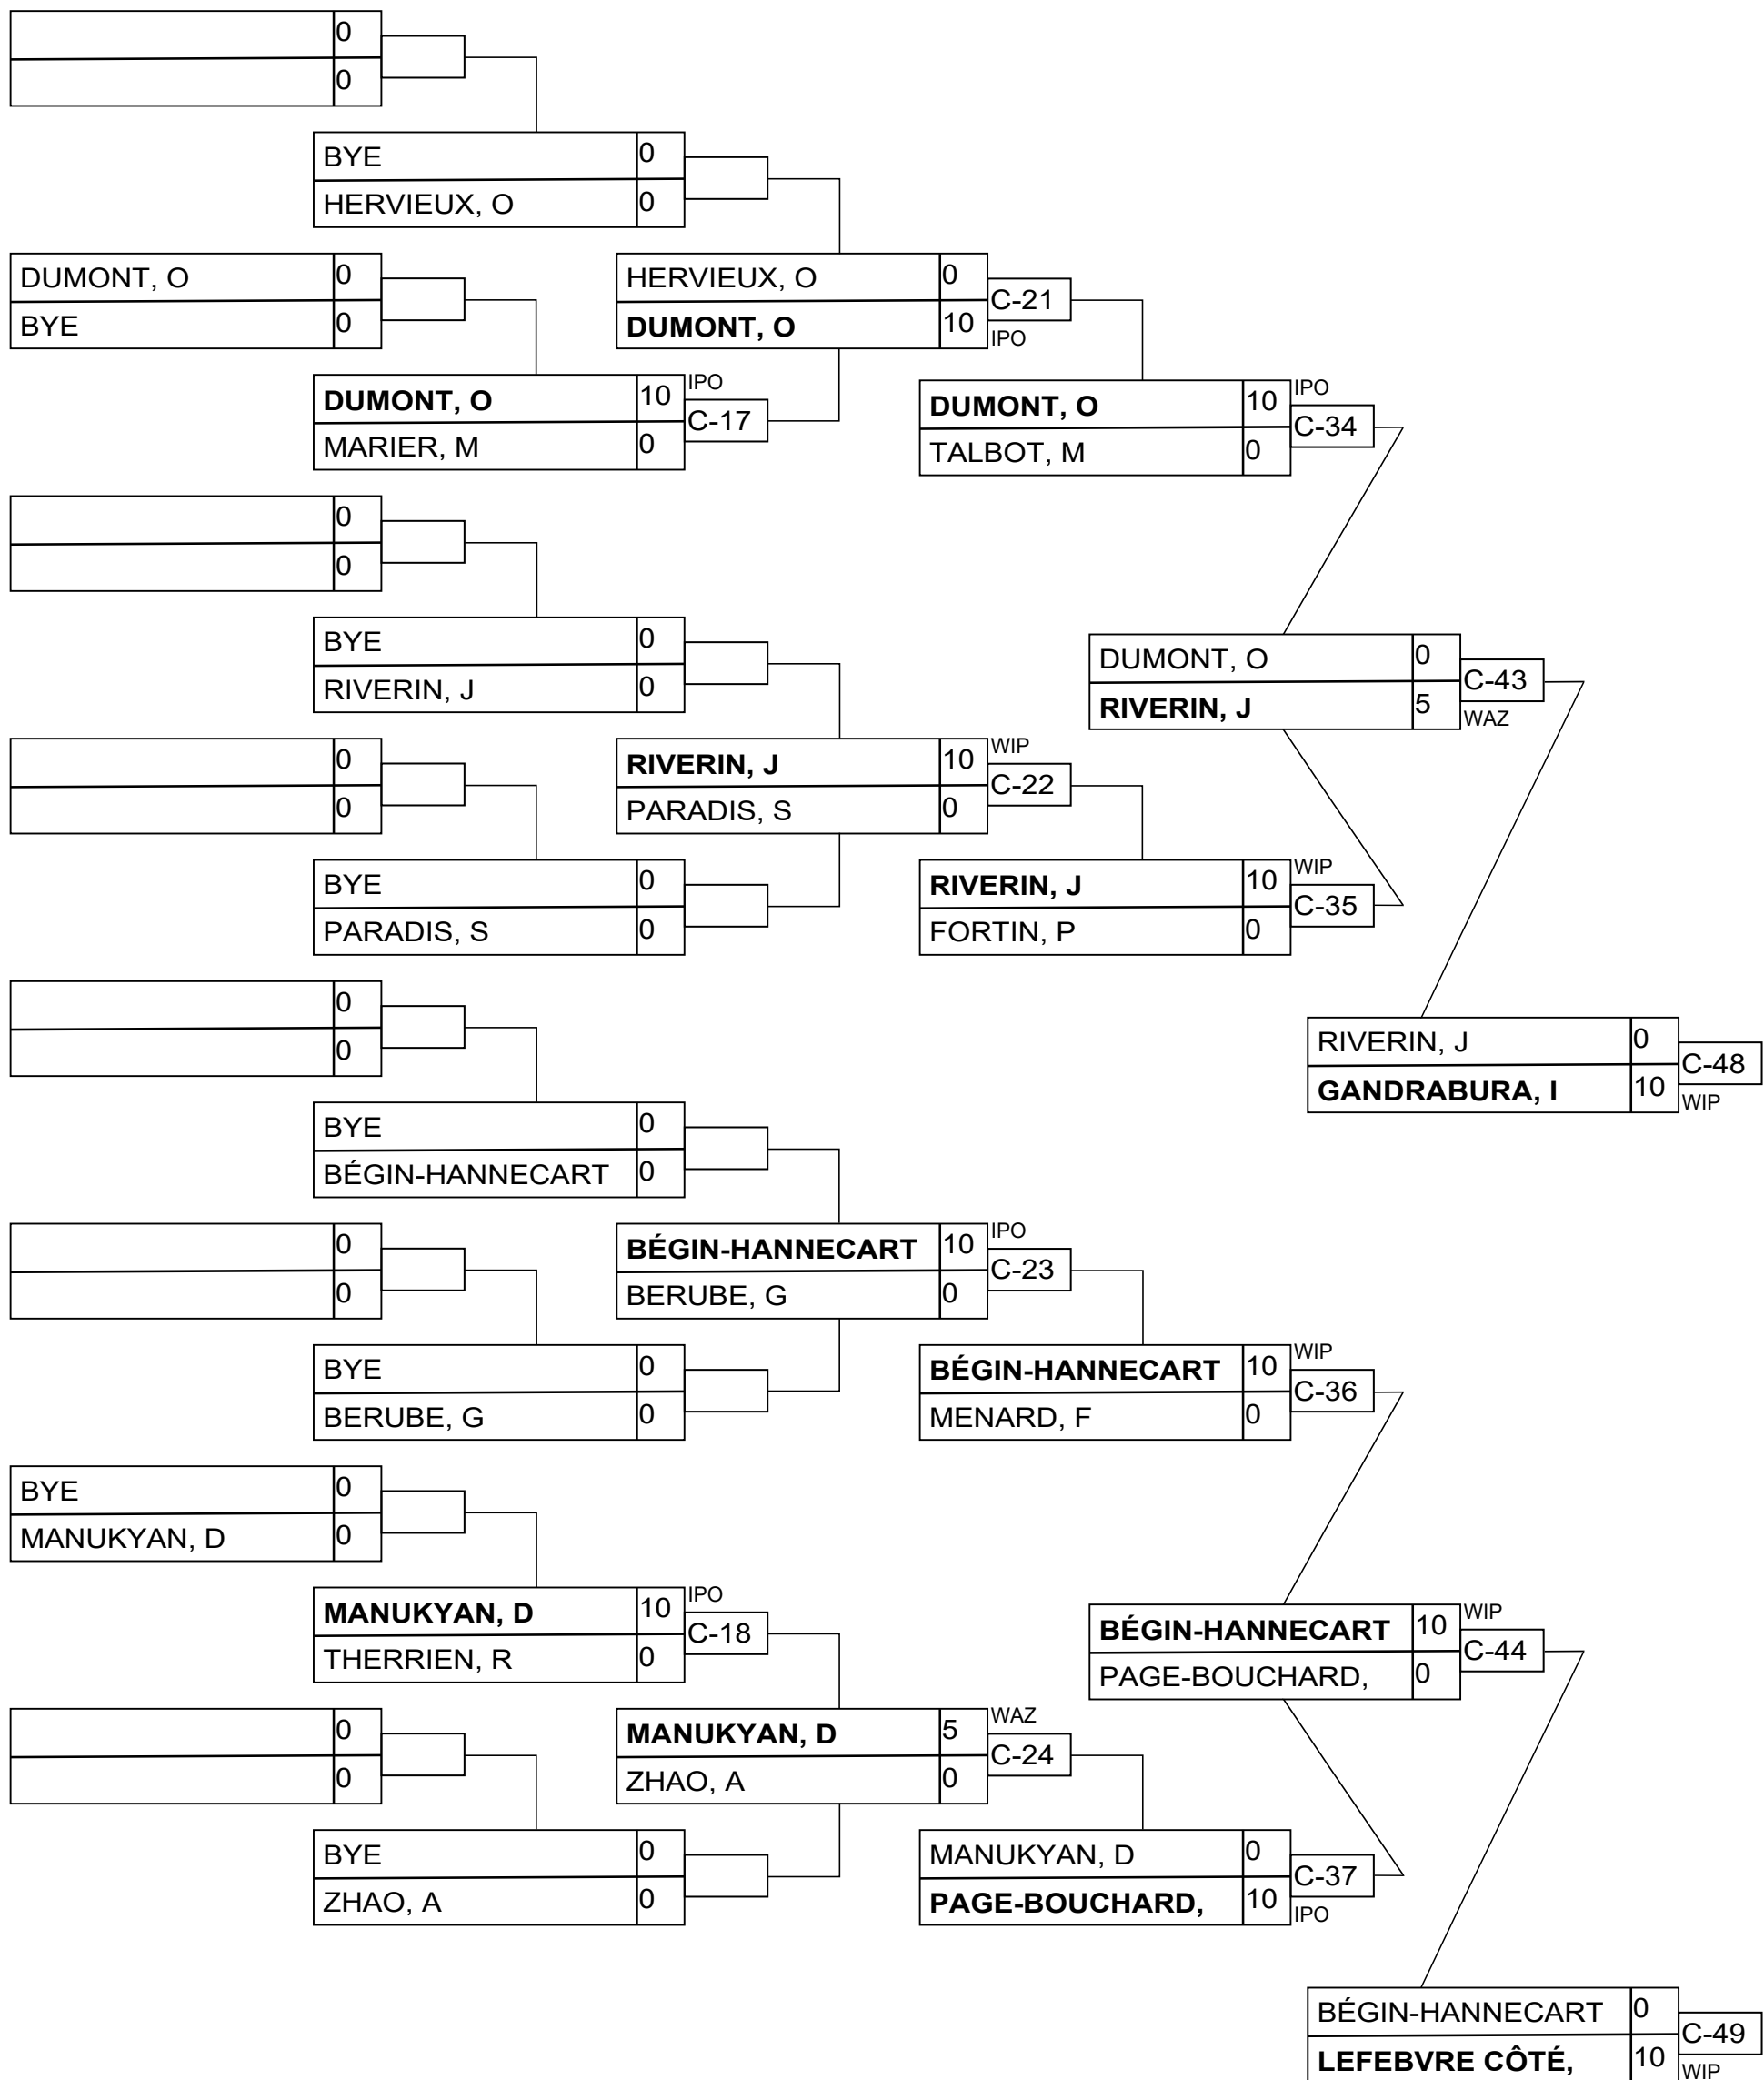 0
0
BYE 0
HERVIEUX, O 0
DUMONT, O 0
BYE 0
HERVIEUX, O 0
C-21
DUMONT, O 10
IPO
DUMONT, O 10 IPO
C-17
MARIER, M 0
DUMONT, O 10 IPO
C-34
TALBOT, M 0
0
0
BYE 0
RIVERIN, J 0
DUMONT, O 0
C-43
RIVERIN, J 5
WAZ
0
0
RIVERIN, J 10 WIP
C-22
PARADIS, S 0
BYE 0
PARADIS, S 0
RIVERIN, J 10 WIP
C-35
FORTIN, P 0
0
0
RIVERIN, J 0
C-48
GANDRABURA, I 10
WIP
BYE 0
BÉGIN-HANNECART 0
0
0
BÉGIN-HANNECART 10 IPO
C-23
BERUBE, G 0
BYE 0
BERUBE, G 0
BÉGIN-HANNECART 10 WIP
C-36
MENARD, F 0
BYE 0
MANUKYAN, D 0
MANUKYAN, D 10 IPO
C-18
THERRIEN, R 0
BÉGIN-HANNECART 10 WIP
C-44
PAGE-BOUCHARD, 0
0
0
MANUKYAN, D 5 WAZ
C-24
ZHAO, A 0
BYE 0
ZHAO, A 0
MANUKYAN, D 0
C-37
PAGE-BOUCHARD, 10
IPO
BÉGIN-HANNECART 0
C-49
LEFEBVRE CÔTÉ, 10
WIP